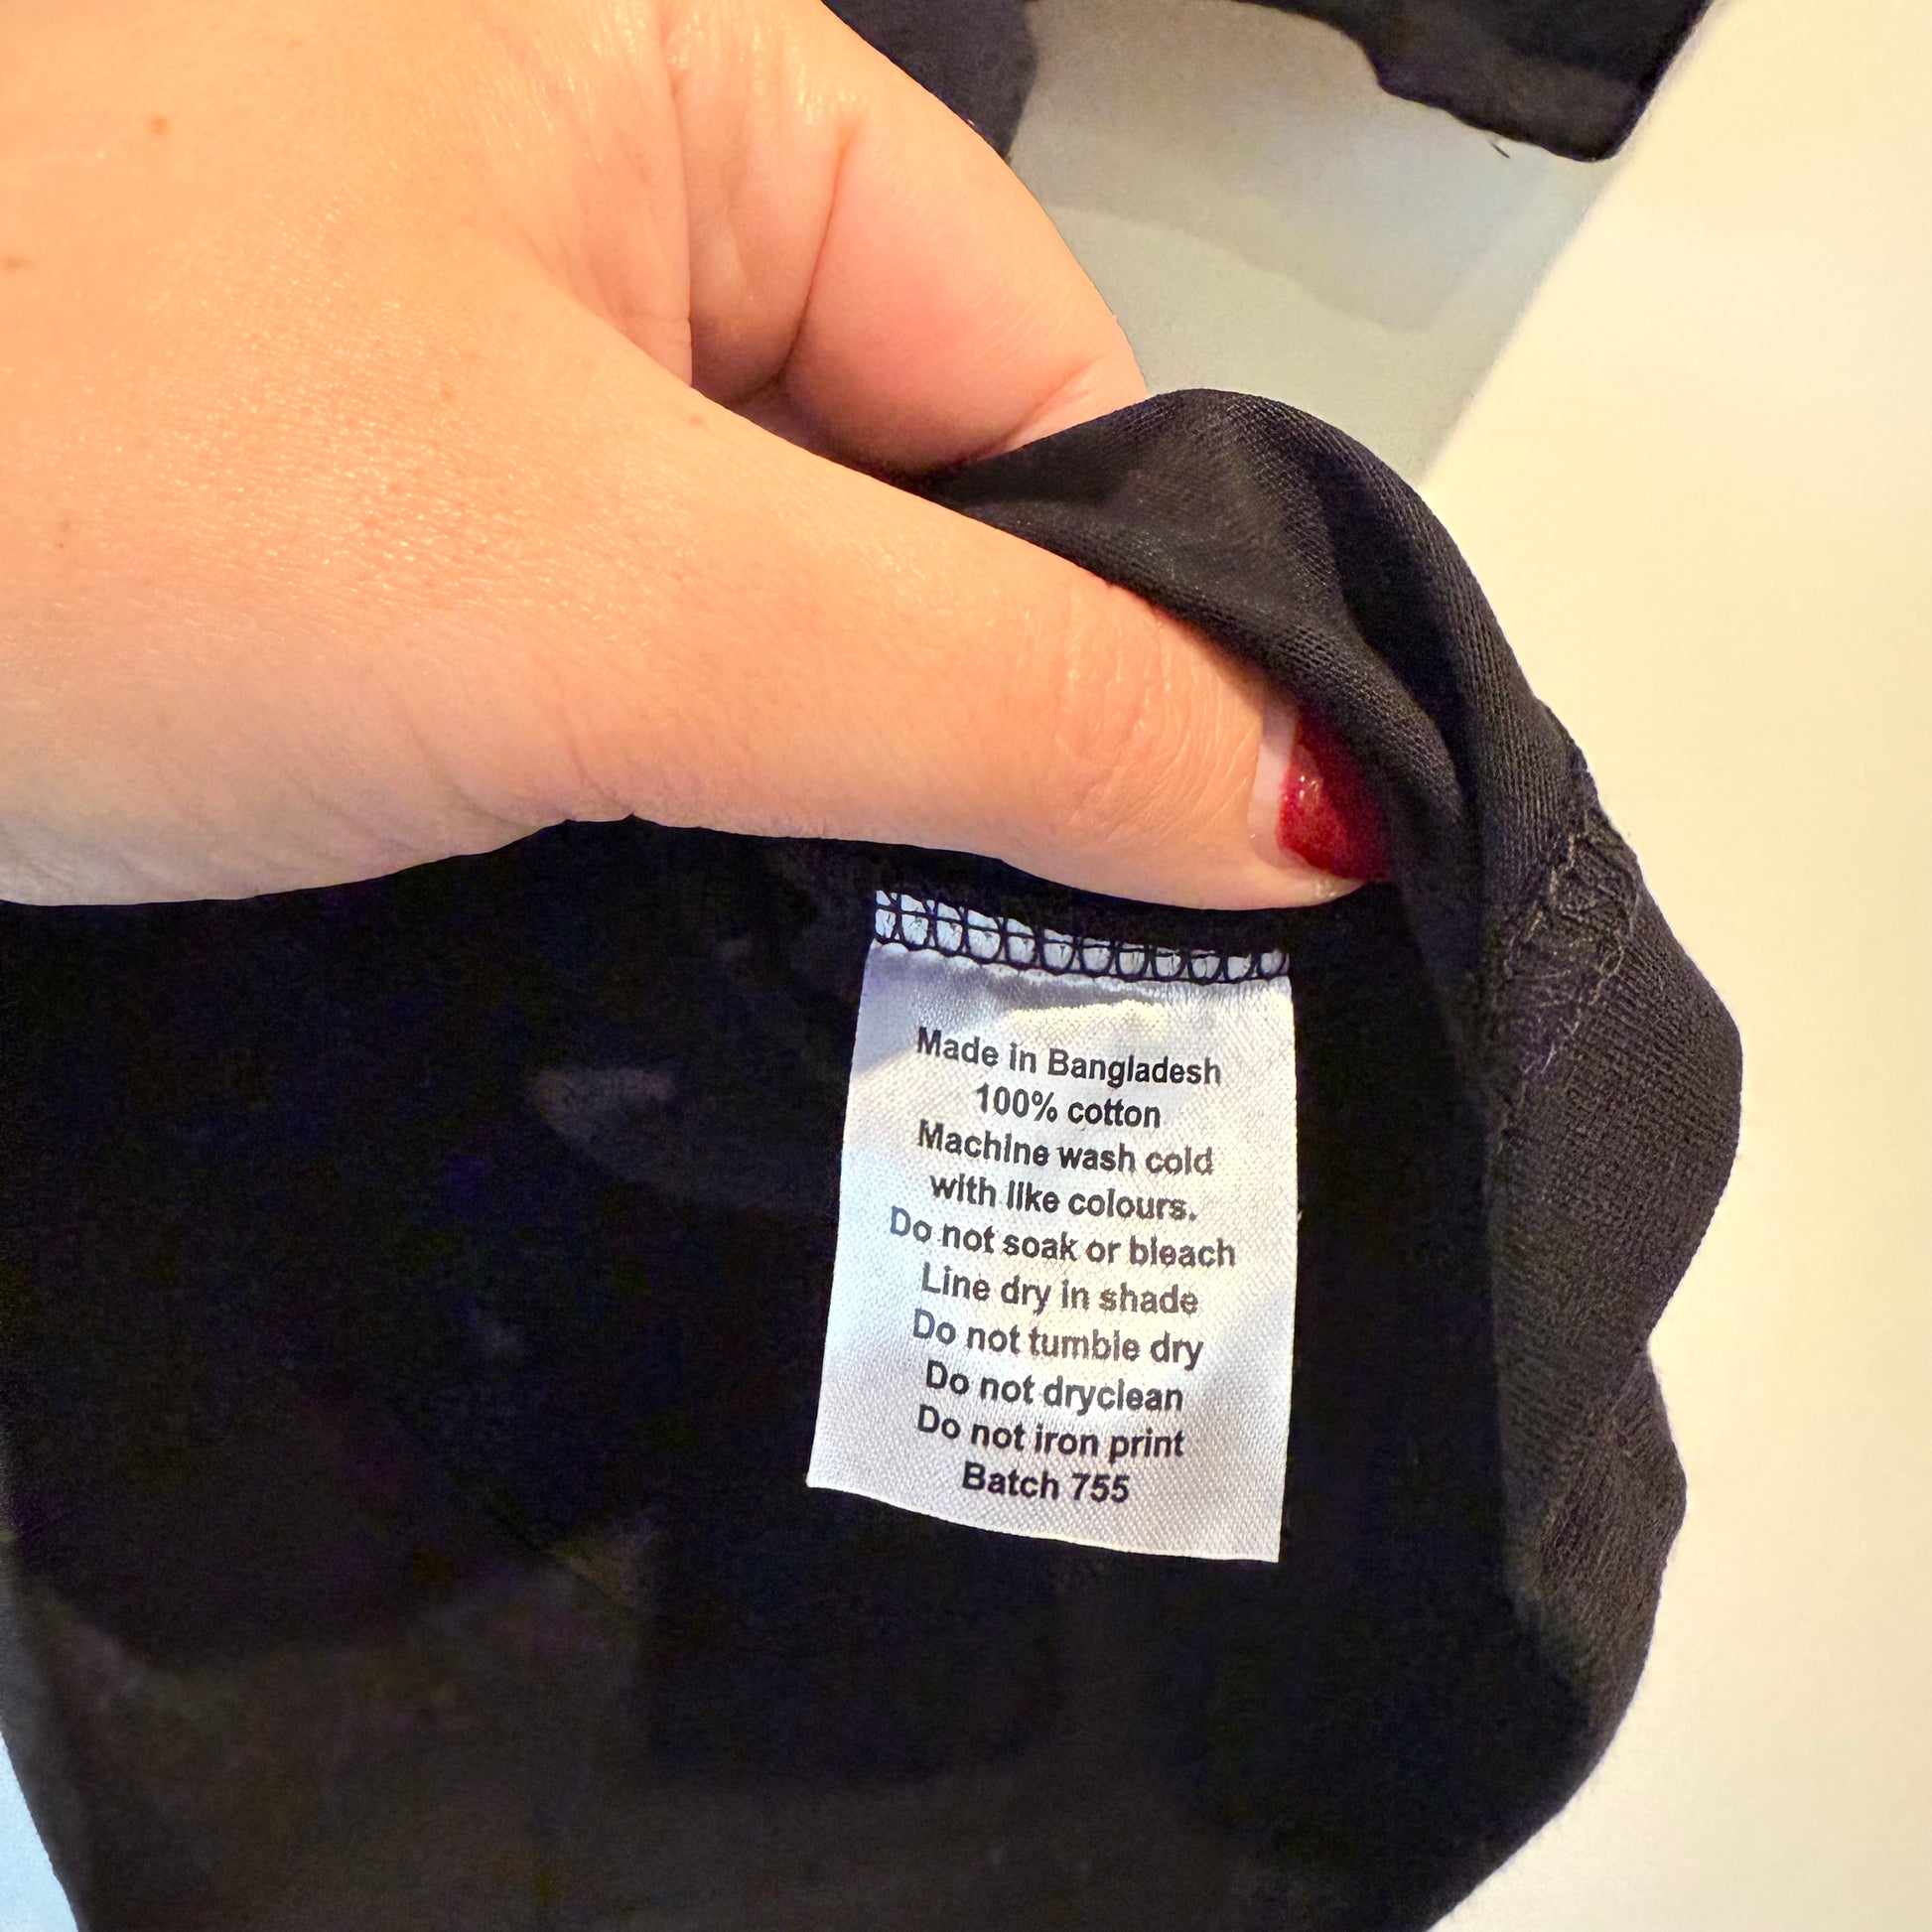 Made in Bangladesh
100% cotton
Machine wash cold
with like colours.
Do not soak or bleach
Line dry in shade
Do not tumble dry
Do not dryclean
Do not iron print
Batch 755